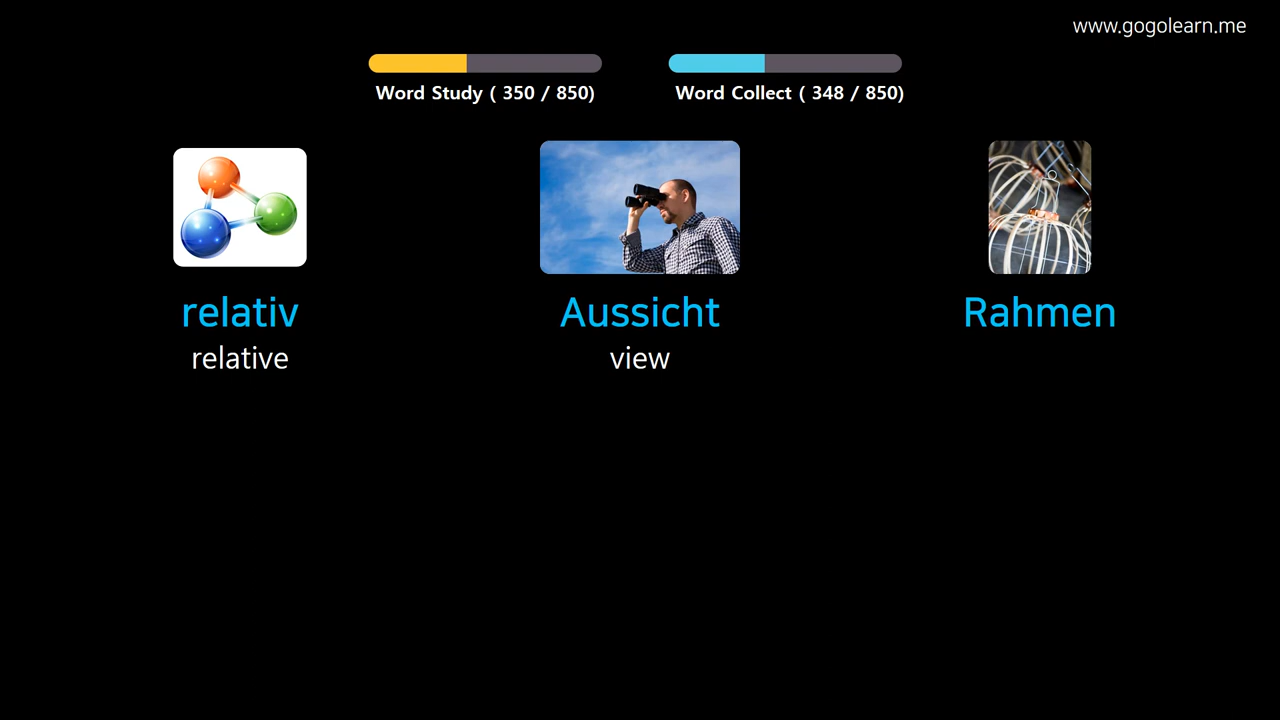 www.gogolearn.me
Word Study ( 350 / 850)
Word Collect ( 348 / 850)
relativ
Aussicht
Rahmen
relative
view